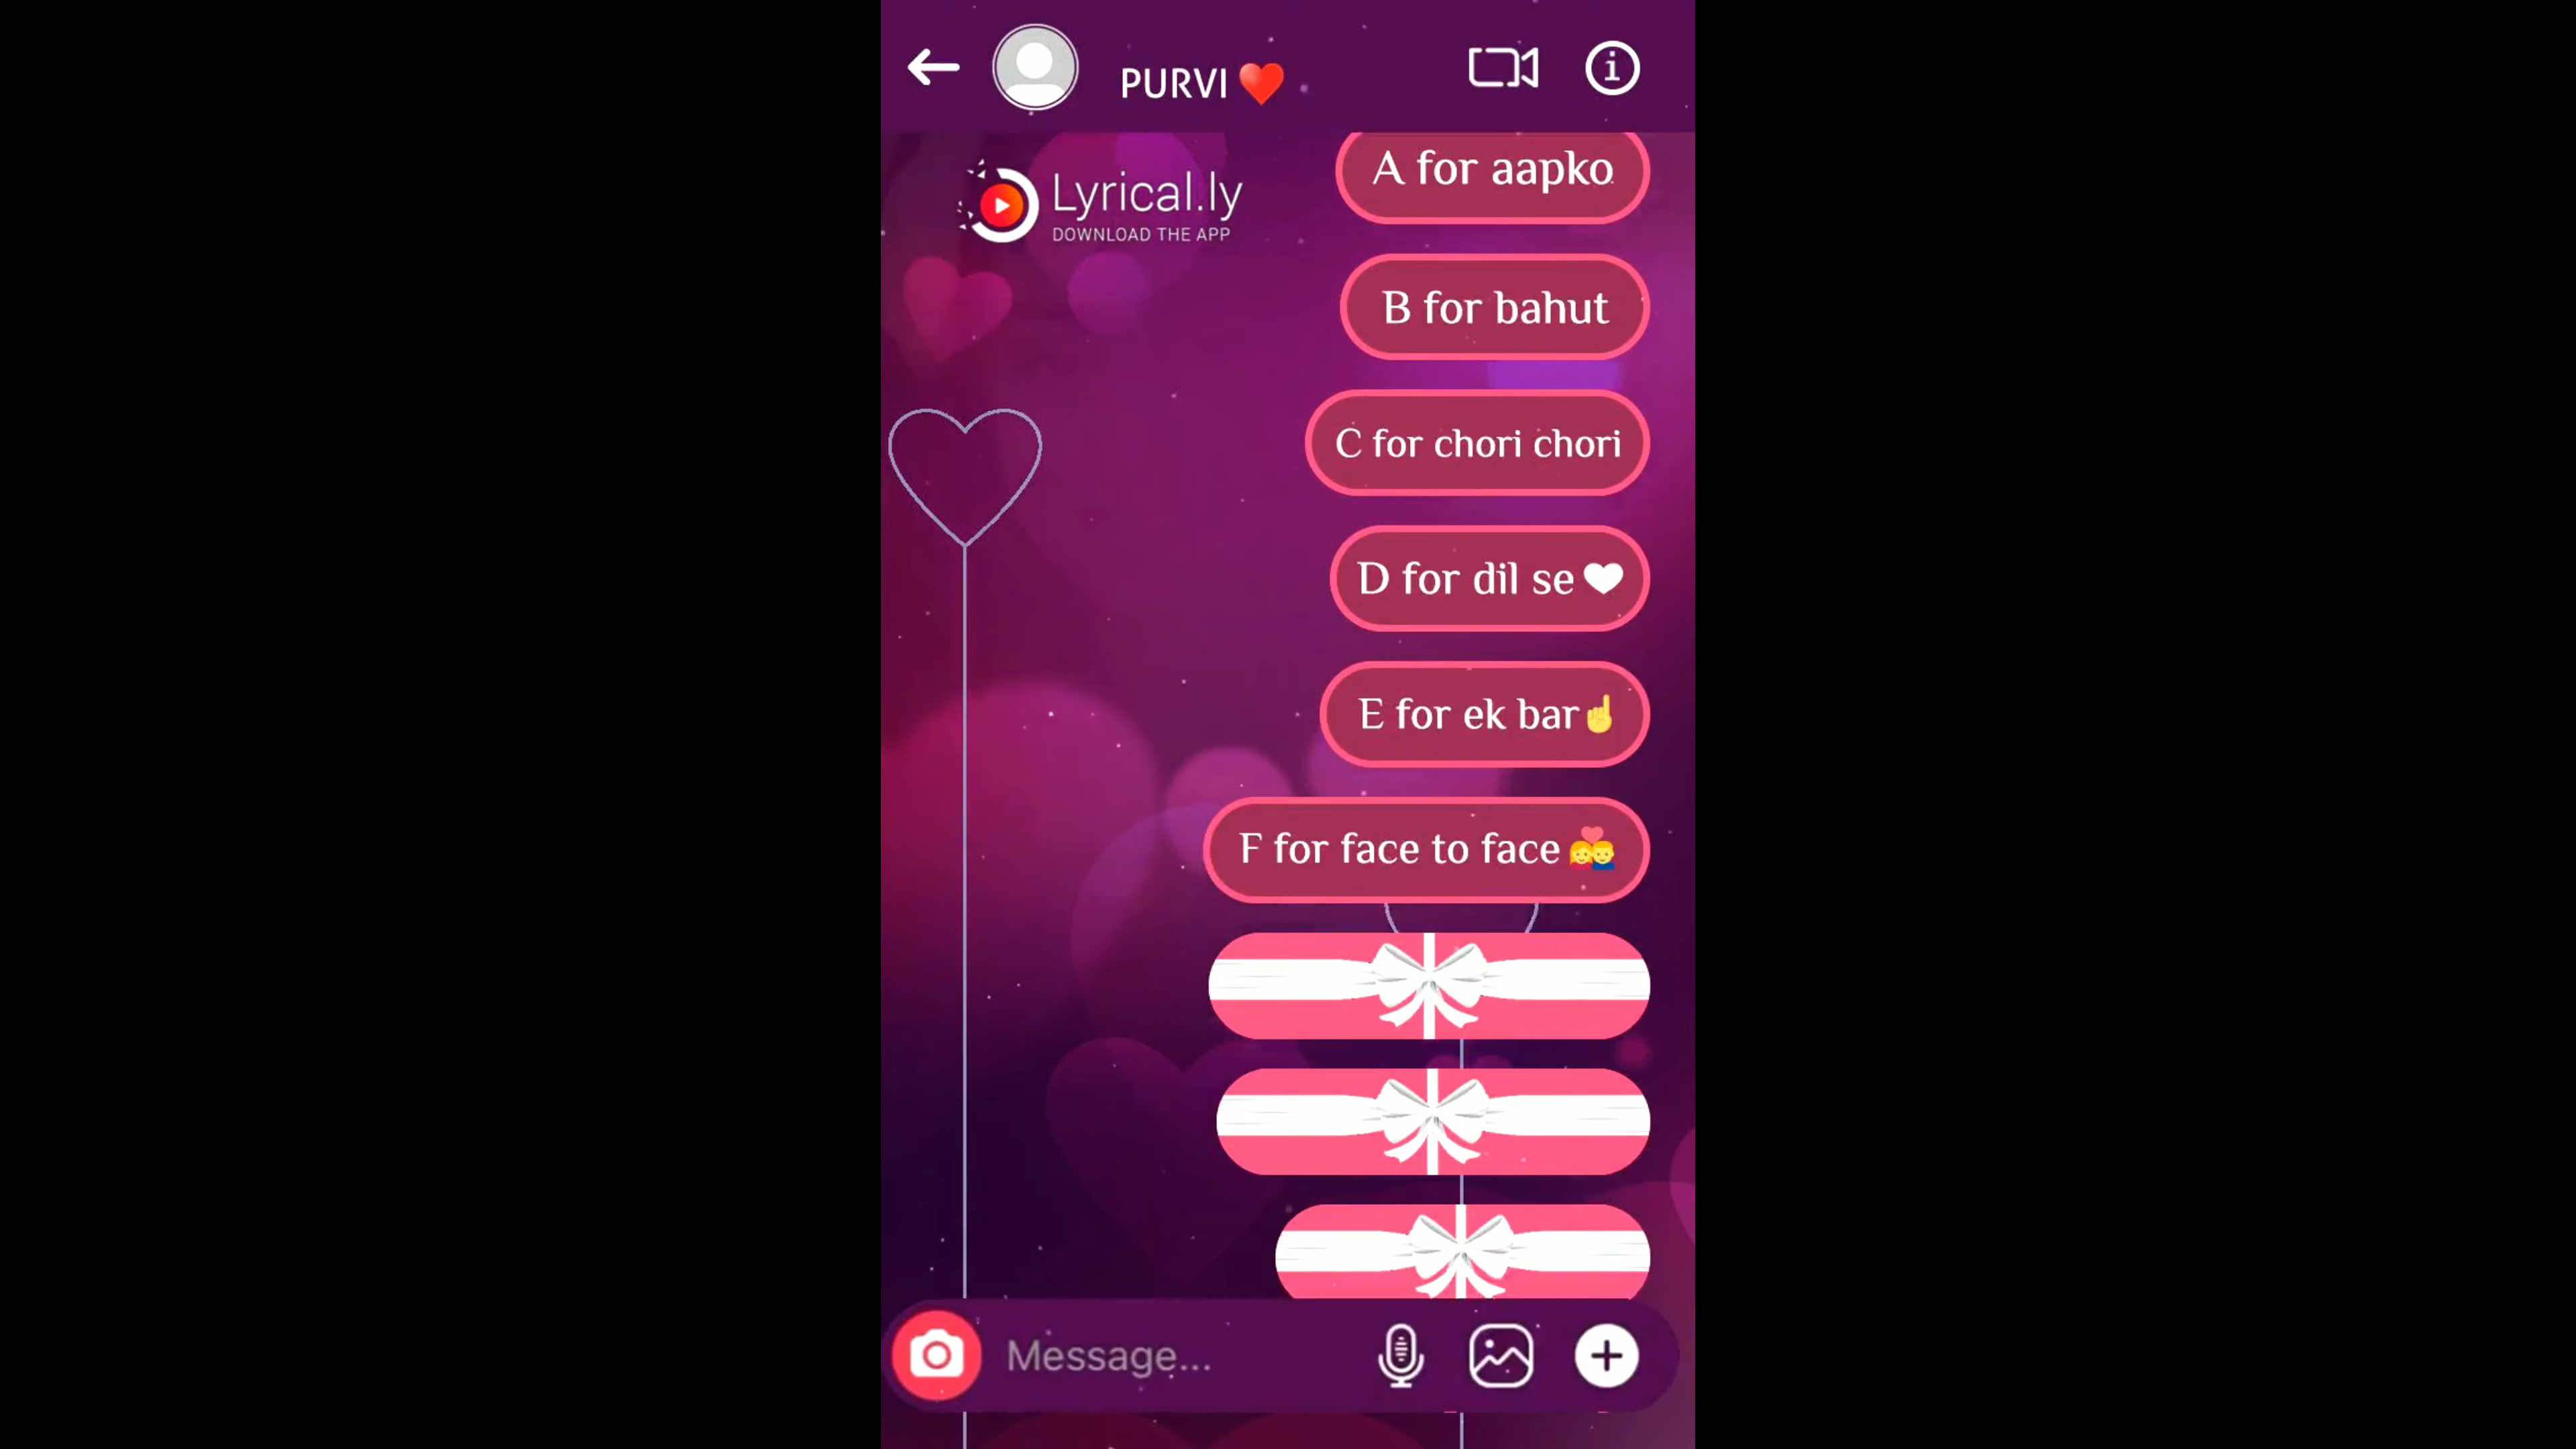 PURVI ❤️
Lyrical.ly
DOWNLOAD THE APP
A for aapko
B for bahut
C for chori chori
D for dil se 🤍
E for ek bar☝️
F for face to face 💑
Message...